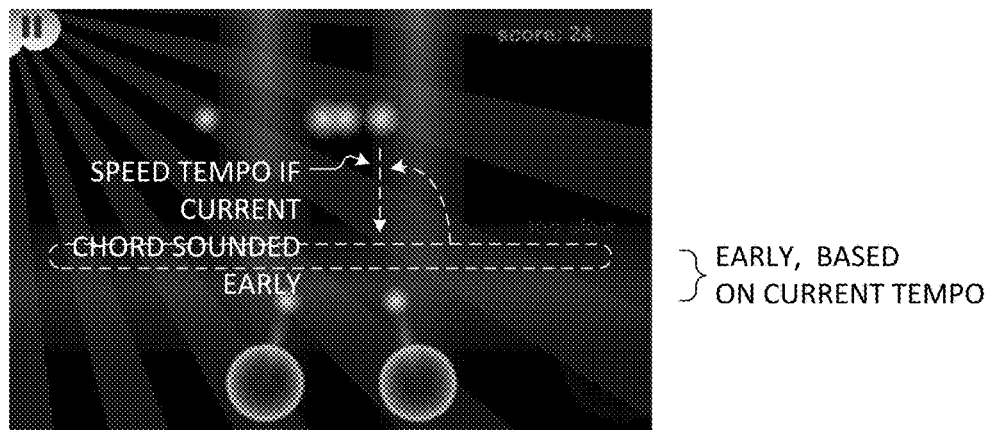 score: 24
SPEED TEMPO IF
CURRENT
CHORD SOUNDED
EARLY
EARLY, BASED
ON CURRENT TEMPO